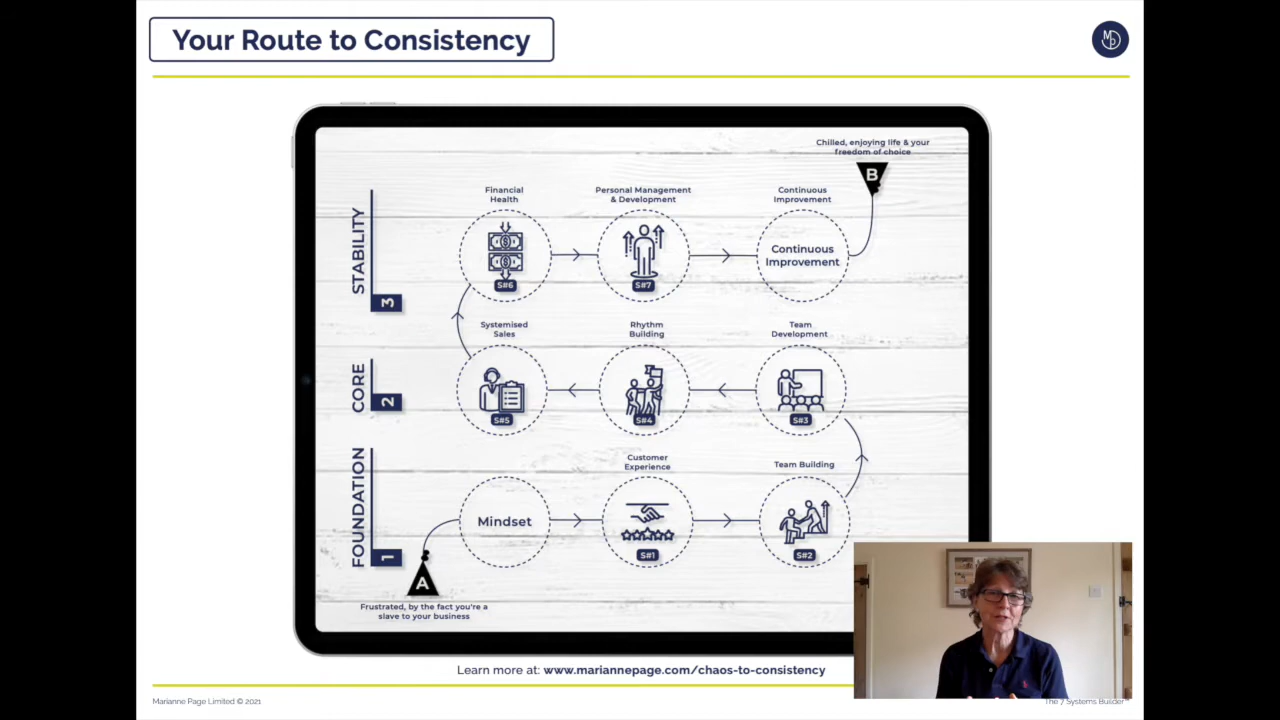 Your Route to Consistency
MP
Chilled, enjoying life & your
freedom of choice
B
STABILITY
3
Financial
Health
S#6
Personal Management
& Development
S#7
Continuous
Improvement
Continuous
Improvement
CORE
2
Systemised
Sales
S#5
Rhythm
Building
S#4
Team
Development
S#3
FOUNDATION
1
Mindset
Customer
Experience
S#1
Team Building
S#2
A
Frustrated, by the fact you're a
slave to your business
Learn more at: www.mariannepage.com/chaos-to-consistency
Marianne Page Limited © 2021
The 7 Systems Builder™